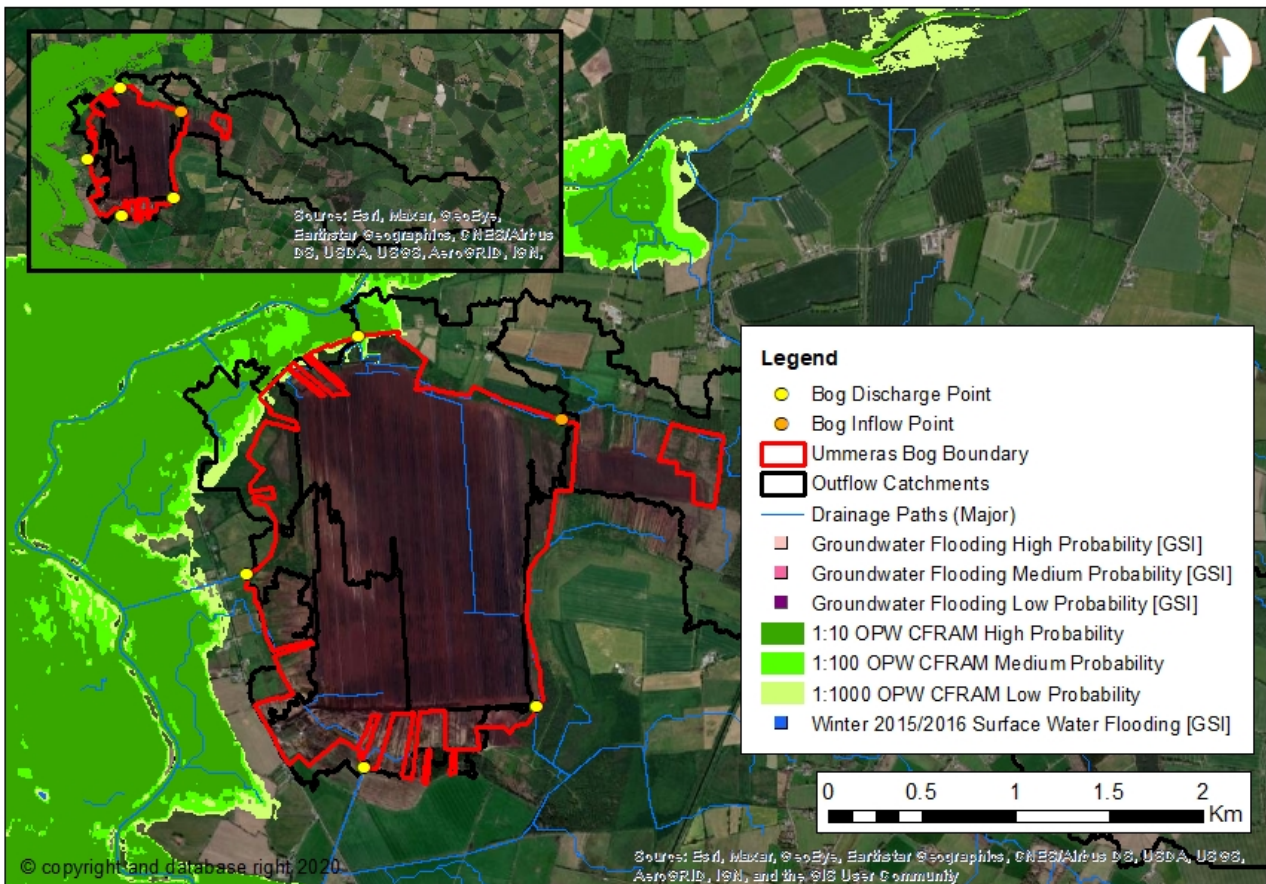 Source: Esri, Maxar, GeoEye,
Earthstar Geographics, CNES/Airbus
DS, USDA, USGS, AeroGRID, IGN,
Legend
Bog Discharge Point
Bog Inflow Point
Ummeras Bog Boundary
Outflow Catchments
Drainage Paths (Major)
Groundwater Flooding High Probability [GSI]
Groundwater Flooding Medium Probability [GSI]
Groundwater Flooding Low Probability [GSI]
1:10 OPW CFRAM High Probability
1:100 OPW CFRAM Medium Probability
1:1000 OPW CFRAM Low Probability
Winter 2015/2016 Surface Water Flooding [GSI]
0 0.5 1 1.5 2
Km
© copyright and database right 2020
Source: Esri, Maxar, GeoEye, Earthstar Geographics, CNES/Airbus DS, USDA, USGS,
AeroGRID, IGN, and the GIS User Community